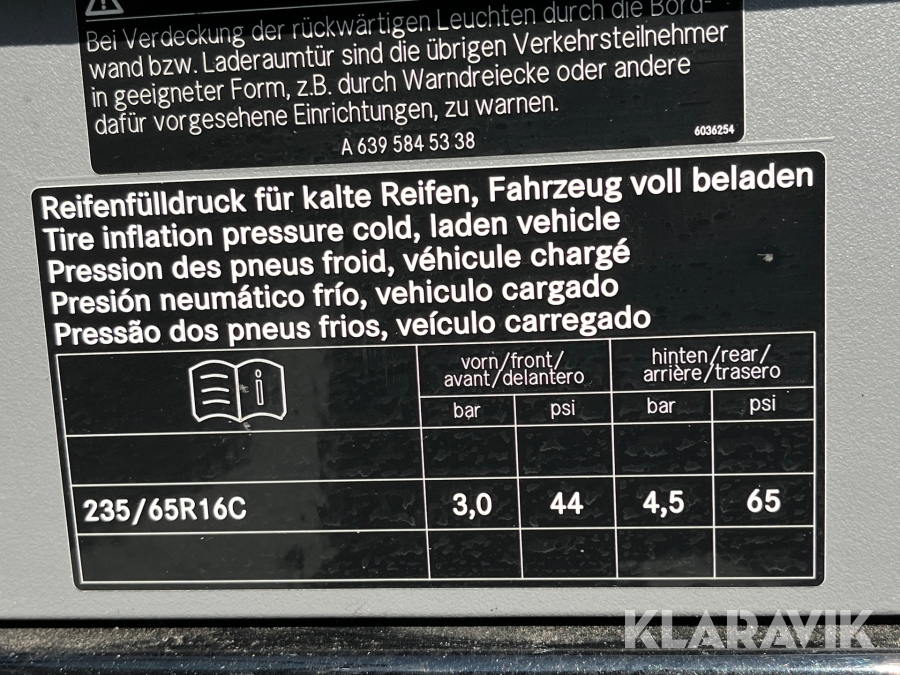 Bei Verdeckung der rückwärtigen Leuchten durch die Bord-
wand bzw. Laderaumtür sind die übrigen Verkehrsteilnehmer
in geeigneter Form, z.B. durch Warndreiecke oder andere
dafür vorgesehene Einrichtungen, zu warnen.
A 639 584 53 38
6036254
Reifenfülldruck für kalte Reifen, Fahrzeug voll beladen
Tire inflation pressure cold, laden vehicle
Pression des pneus froid, véhicule chargé
Presión neumático frío, vehiculo cargado
Pressão dos pneus frios, veículo carregado
vorn/front/ hinten/rear/
avant/delantero arrière/trasero
bar psi bar psi
235/65R16C 3,0 44 4,5 65
KLARAVIK